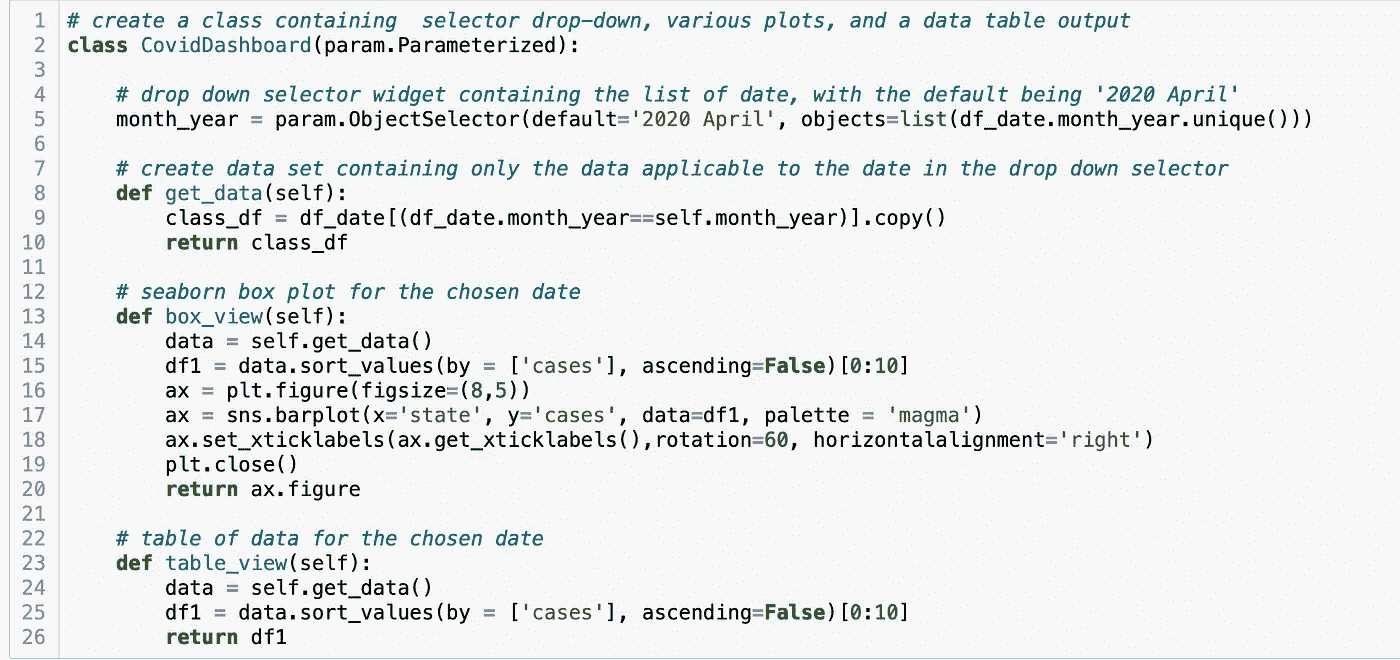 1 # create a class containing  selector drop-down, various plots, and a data table output
2 class CovidDashboard(param.Parameterized):
3
4     # drop down selector widget containing the list of date, with the default being '2020 April'
5     month_year = param.ObjectSelector(default='2020 April', objects=list(df_date.month_year.unique()))
6
7     # create data set containing only the data applicable to the date in the drop down selector
8     def get_data(self):
9         class_df = df_date[(df_date.month_year==self.month_year)].copy()
10         return class_df
11
12     # seaborn box plot for the chosen date
13     def box_view(self):
14         data = self.get_data()
15         df1 = data.sort_values(by = ['cases'], ascending=False)[0:10]
16         ax = plt.figure(figsize=(8,5))
17         ax = sns.barplot(x='state', y='cases', data=df1, palette = 'magma')
18         ax.set_xticklabels(ax.get_xticklabels(),rotation=60, horizontalalignment='right')
19         plt.close()
20         return ax.figure
21
22     # table of data for the chosen date
23     def table_view(self):
24         data = self.get_data()
25         df1 = data.sort_values(by = ['cases'], ascending=False)[0:10]
26         return df1